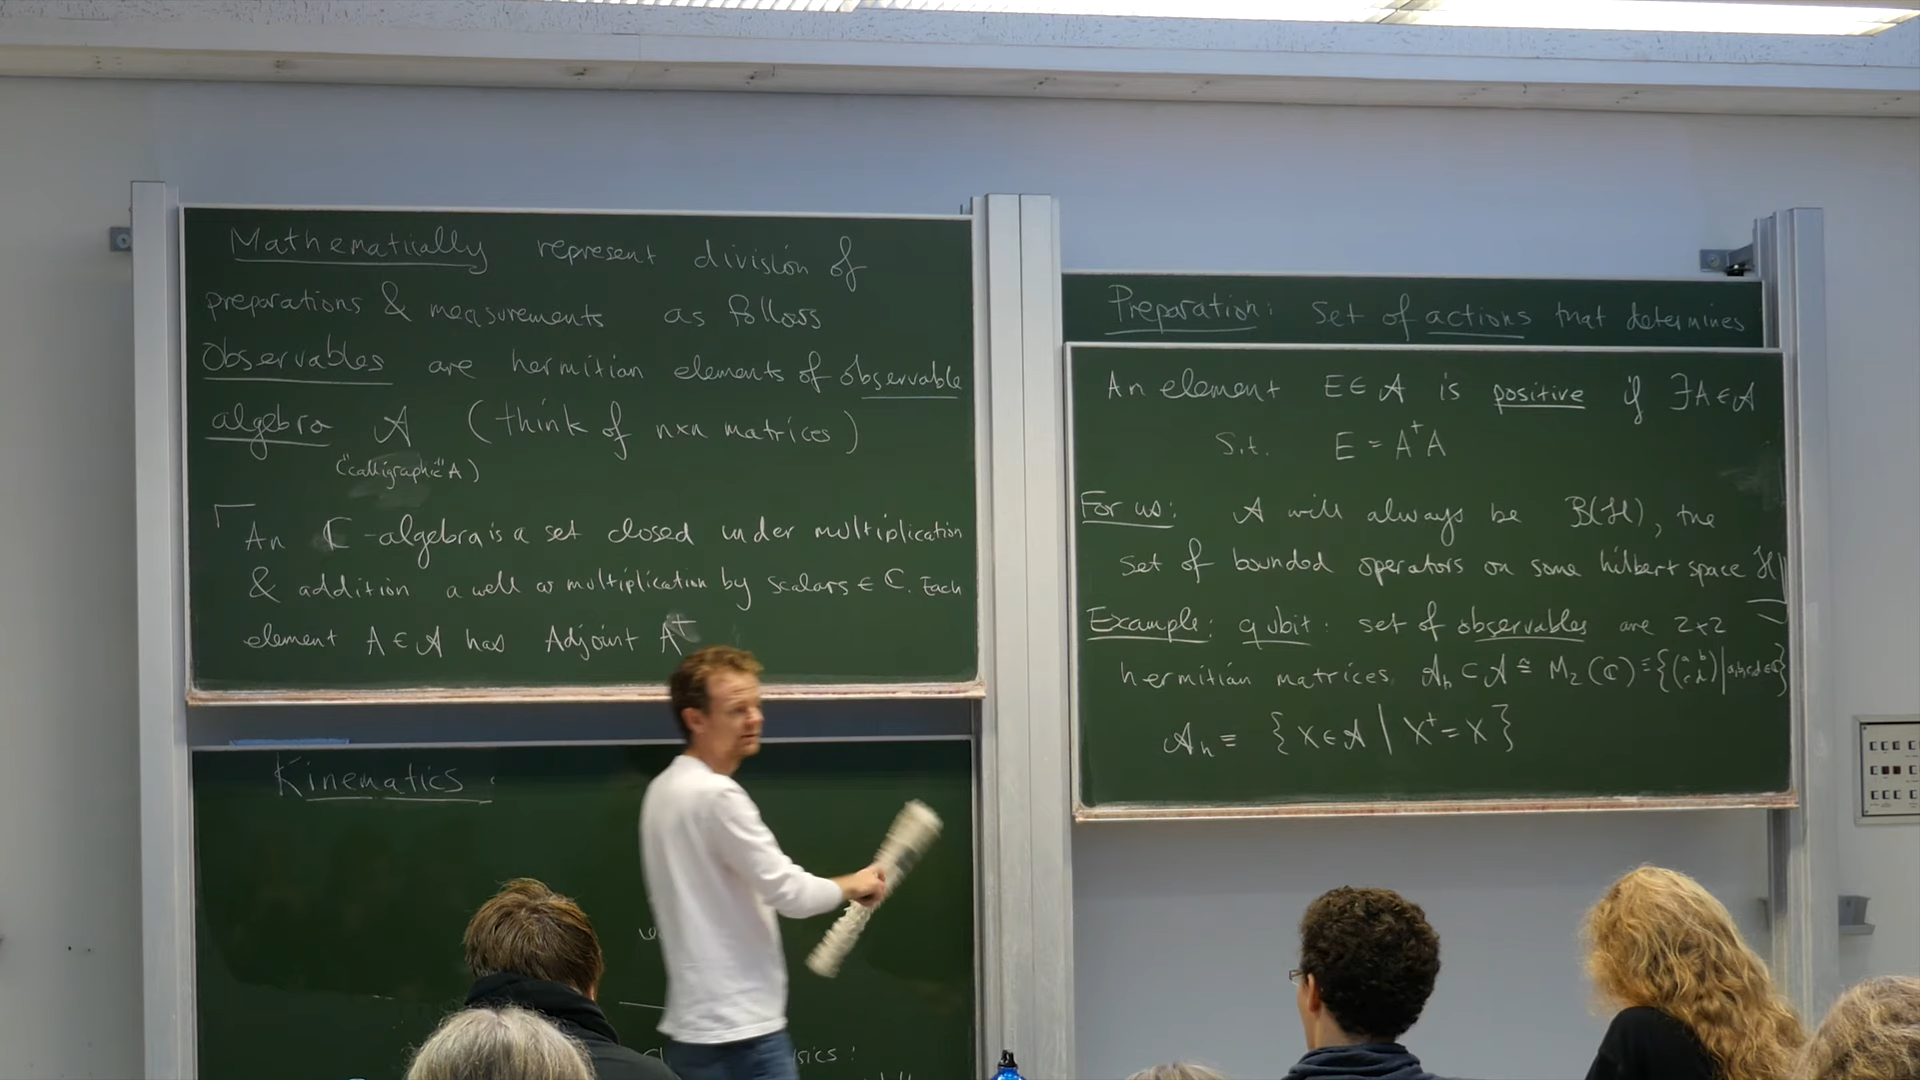 Mathematically represent division of
preparations & measurements as follows
Observables are hermitian elements of observable
algebra 𝒜 (think of n×n matrices)
("calligraphic" A)
An ℂ-algebra is a set closed under multiplication
& addition a well as multiplication by scalars ∈ ℂ. Each
element A ∈ 𝒜 has Adjoint A†
Kinematics:
Preparation: Set of actions that determines
An element E ∈ 𝒜 is positive if ∃A ∈ 𝒜
S.t. E = A†A
For us: 𝒜 will always be B(ℋ), the
set of bounded operators on some hilbert space ℋ
Example: qubit: set of observables are 2×2
hermitian matrices. 𝒜h ⊂ 𝒜 ≅ M2(ℂ) ≡ {(a b c d) | a,b,c,d ∈ ℂ}
𝒜h ≡ {X ∈ 𝒜 | X† = X}